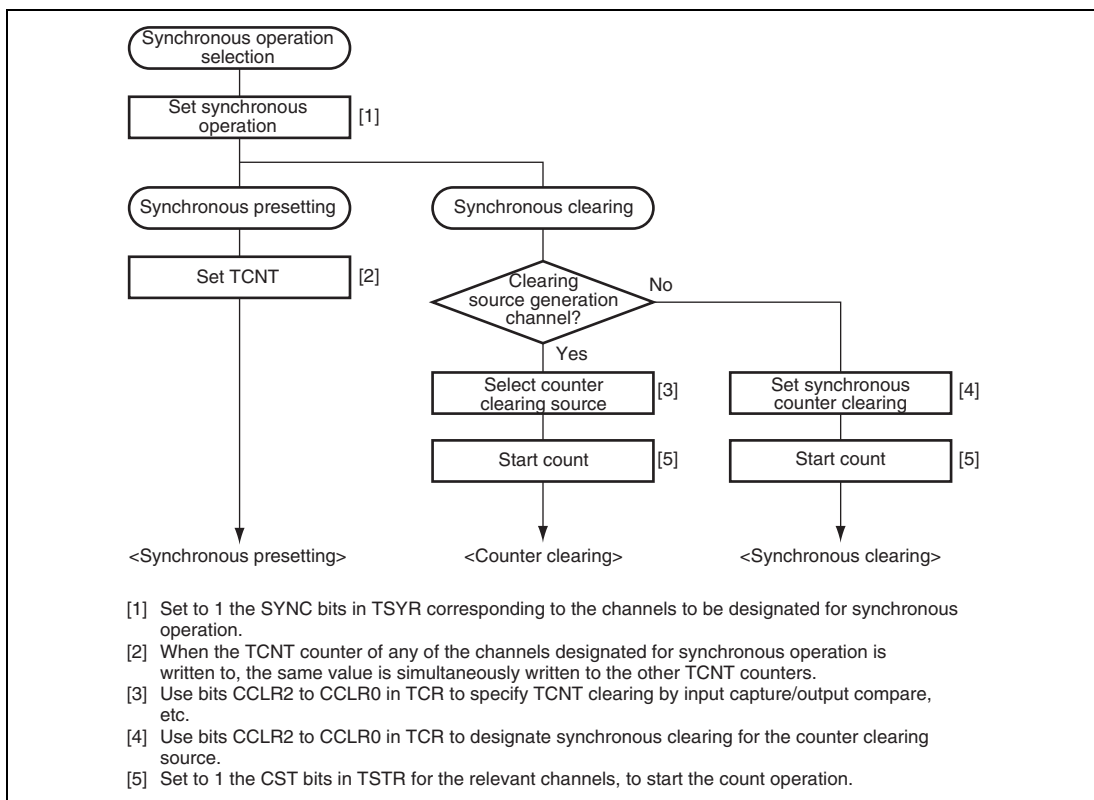 Synchronous operation
selection
Set synchronous
operation
[1]
Synchronous presetting
Synchronous clearing
Set TCNT
[2]
Clearing
source generation
channel?
No
Yes
Select counter
clearing source
[3]
Set synchronous
counter clearing
[4]
Start count
[5]
Start count
[5]
<Synchronous presetting>
<Counter clearing>
<Synchronous clearing>
[1] Set to 1 the SYNC bits in TSYR corresponding to the channels to be designated for synchronous
operation.
[2] When the TCNT counter of any of the channels designated for synchronous operation is
written to, the same value is simultaneously written to the other TCNT counters.
[3] Use bits CCLR2 to CCLR0 in TCR to specify TCNT clearing by input capture/output compare,
etc.
[4] Use bits CCLR2 to CCLR0 in TCR to designate synchronous clearing for the counter clearing
source.
[5] Set to 1 the CST bits in TSTR for the relevant channels, to start the count operation.